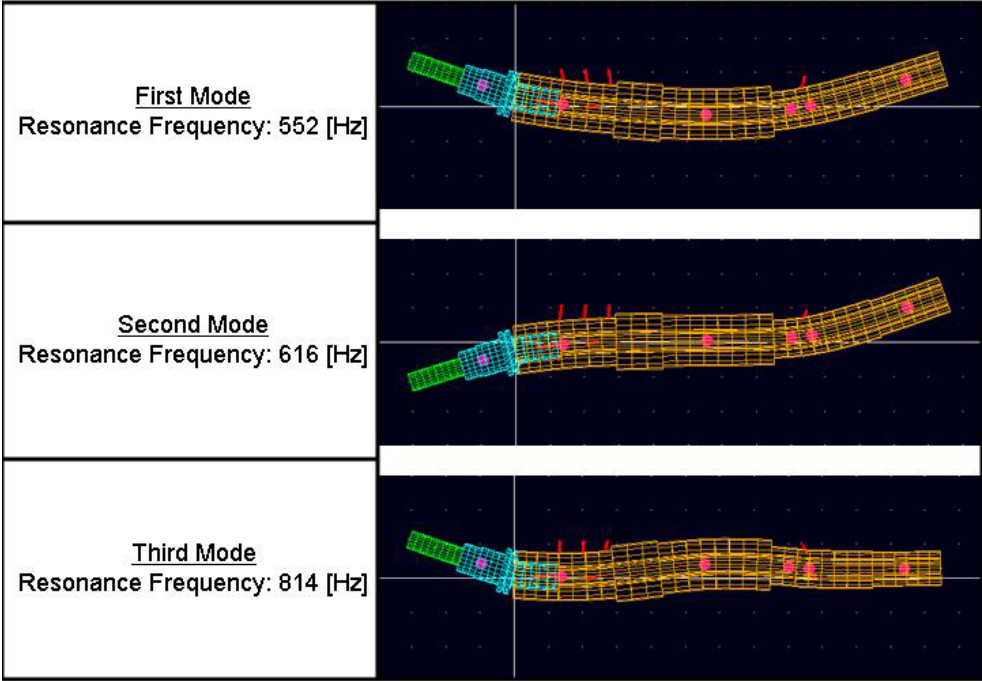 First Mode
Resonance Frequency: 552 [Hz]
Second Mode
Resonance Frequency: 616 [Hz]
Third Mode
Resonance Frequency: 814 [Hz]